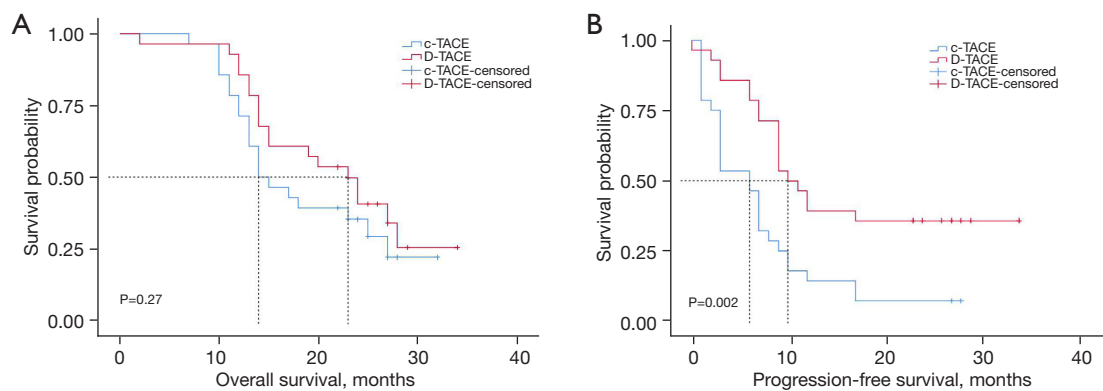 A
1.00
0.75
0.50
0.25
0.00
Survival probability
c-TACE
D-TACE
c-TACE-censored
D-TACE-censored
P=0.27
0 10 20 30 40
Overall survival, months
B
1.00
0.75
0.50
0.25
0.00
Survival probability
c-TACE
D-TACE
c-TACE-censored
D-TACE-censored
P=0.002
0 10 20 30 40
Progression-free survival, months